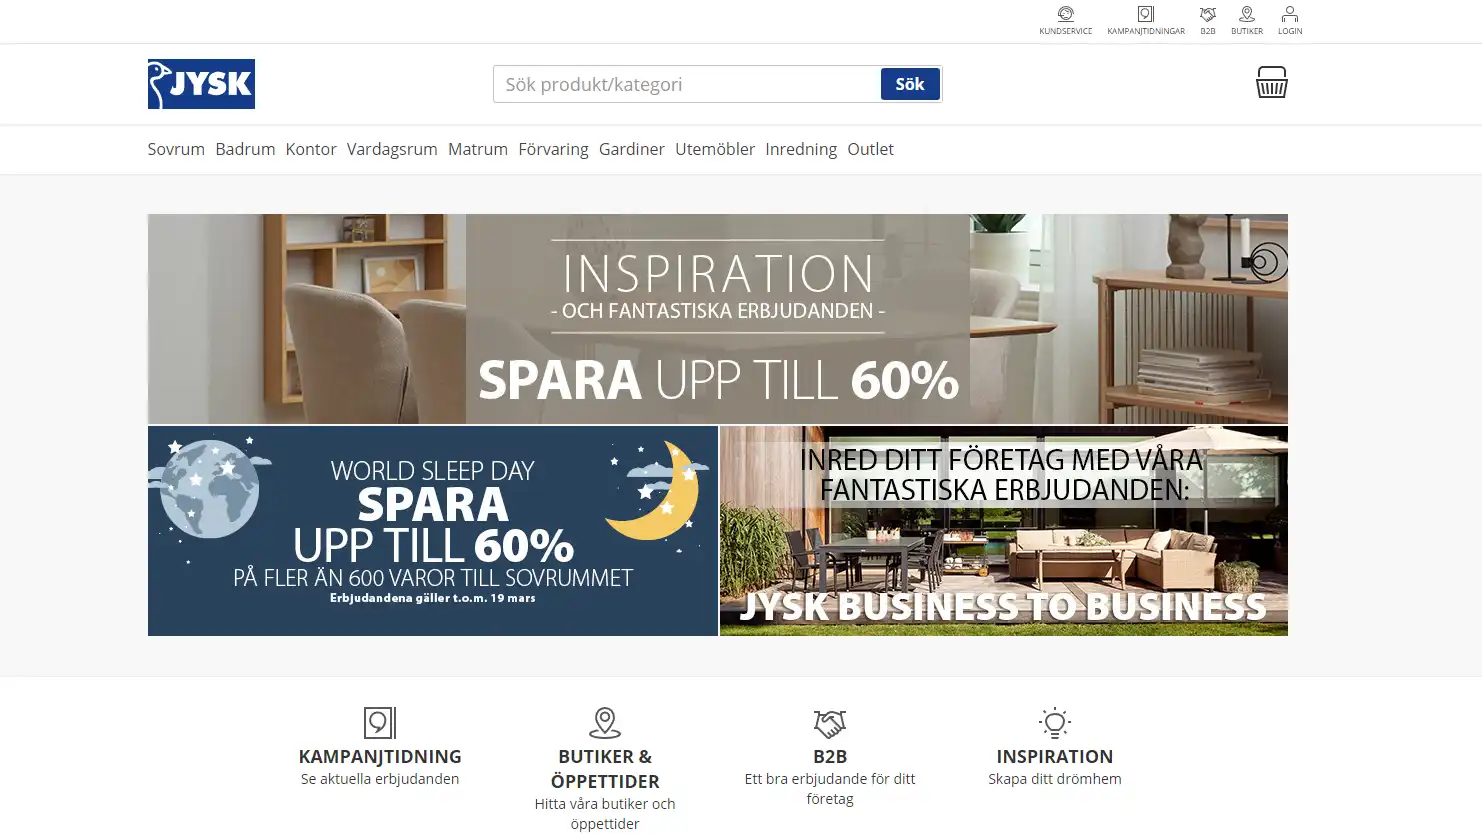 KUNDSERVICE
KAMPANJTIDNINGAR
B2B
BUTIKER
LOGIN
JYSK
Sök produkt/kategori
Sök
Sovrum Badrum Kontor Vardagsrum Matrum Förvaring Gardiner Utemöbler Inredning Outlet
INSPIRATION
- OCH FANTASTISKA ERBJUDANDEN -
SPARA UPP TILL 60%
WORLD SLEEP DAY
SPARA
UPP TILL 60%
PÅ FLER ÄN 600 VAROR TILL SOVRUMMET
Erbjudandena gäller t.o.m. 19 mars
INRED DITT FÖRETAG MED VÅRA
FANTASTISKA ERBJUDANDEN:
JYSK BUSINESS TO BUSINESS
KAMPANJTIDNING
Se aktuella erbjudanden
BUTIKER &
ÖPPETTIDER
Hitta våra butiker och
öppettider
B2B
Ett bra erbjudande för ditt
företag
INSPIRATION
Skapa ditt drömhem